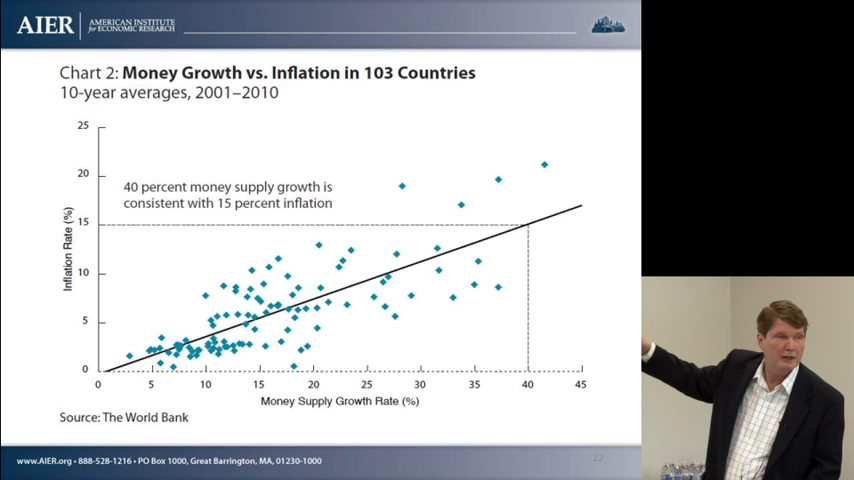 AIER
AMERICAN INSTITUTE
for ECONOMIC RESEARCH
Chart 2: Money Growth vs. Inflation in 103 Countries
10-year averages, 2001–2010
25
20
15
10
5
0
Inflation Rate (%)
40 percent money supply growth is
consistent with 15 percent inflation
0 5 10 15 20 25 30 35 40 45
Money Supply Growth Rate (%)
Source: The World Bank
www.AIER.org • 888-528-1216 • PO Box 1000, Great Barrington, MA, 01230-1000
22